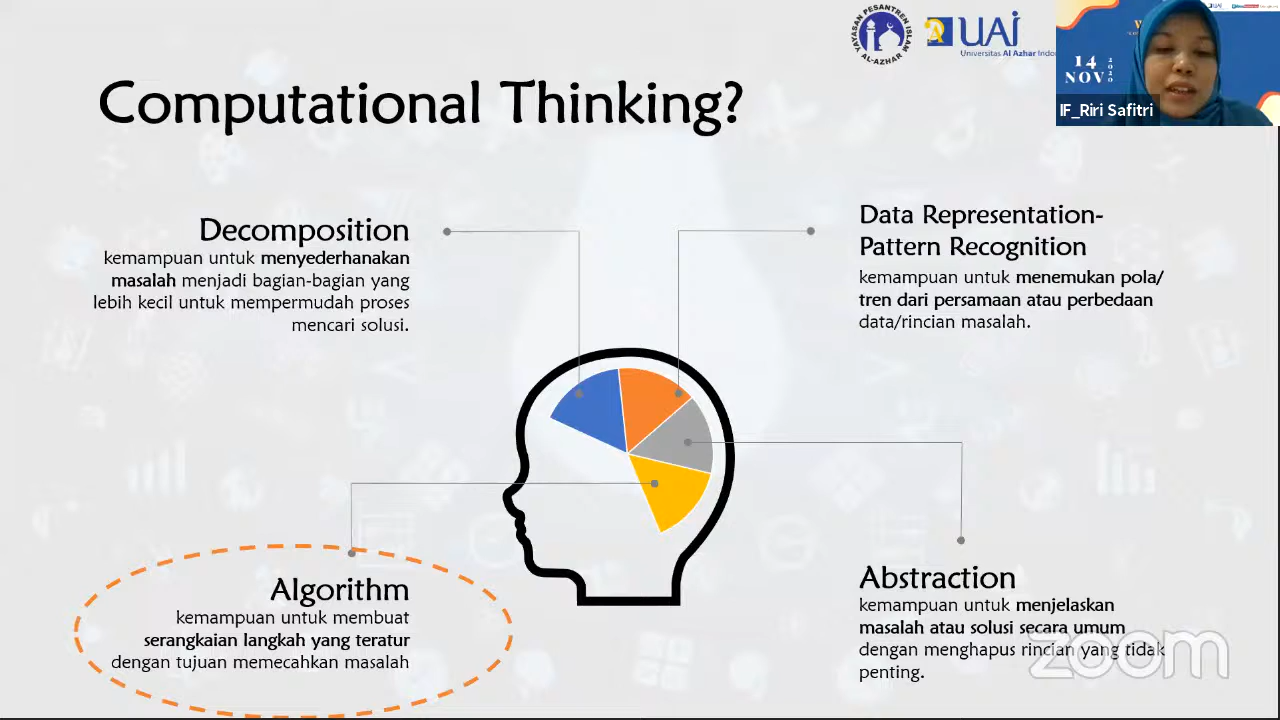 YAYASAN PESANTREN ISLAM
AL-AZHAR
UAI
Universitas Al Azhar Indo
14
NOV
2020
IF_Riri Safitri
Computational Thinking?
Decomposition
kemampuan untuk menyederhanakan
masalah menjadi bagian-bagian yang
lebih kecil untuk mempermudah proses
mencari solusi.
Data Representation-
Pattern Recognition
kemampuan untuk menemukan pola/
tren dari persamaan atau perbedaan
data/rincian masalah.
Algorithm
kemampuan untuk membuat
serangkaian langkah yang teratur
dengan tujuan memecahkan masalah
Abstraction
kemampuan untuk menjelaskan
masalah atau solusi secara umum
dengan menghapus rincian yang tidak
penting.
zoom